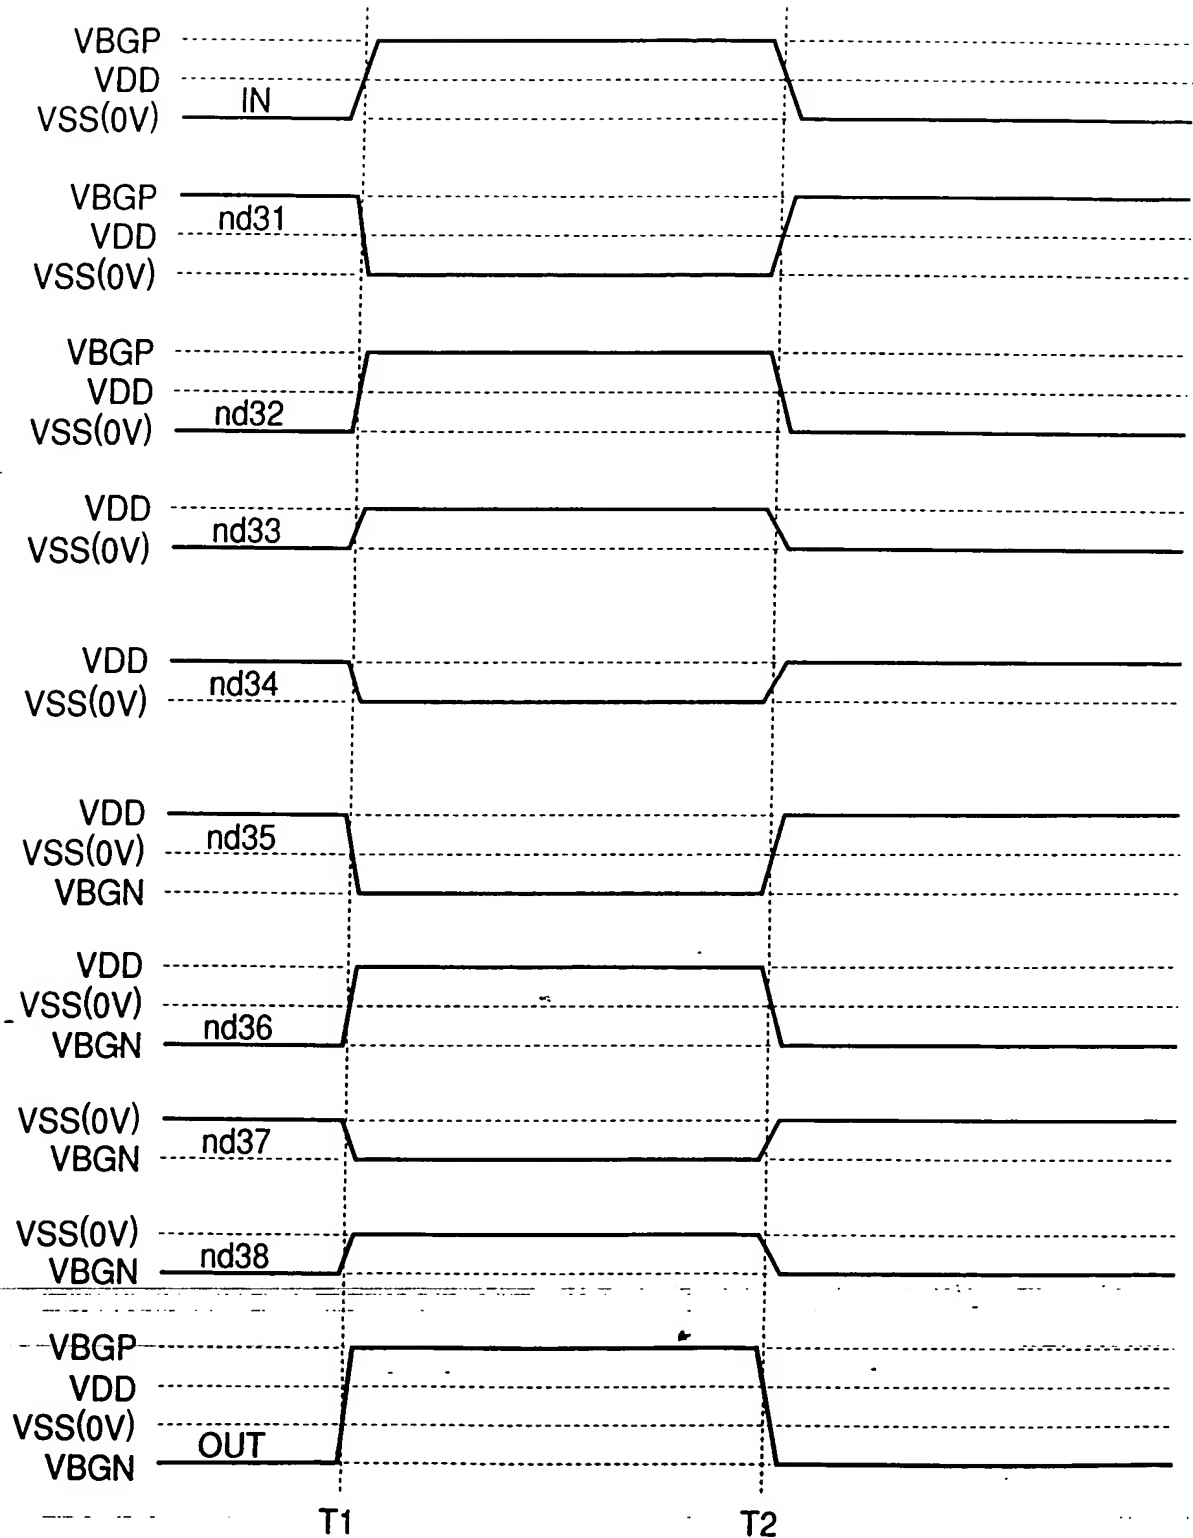 VBGP
VDD
VSS(0V) IN
VBGP
nd31
VDD
VSS(0V)
VBGP
VDD
nd32
VSS(0V)
VDD
nd33
VSS(0V)
VDD
nd34
VSS(0V)
VDD
nd35
VSS(0V)
VBGN
VDD
VSS(0V)
nd36
VBGN
VSS(0V)
nd37
VBGN
VSS(0V)
nd38
VBGN
VBGP
VDD
VSS(0V)
OUT
VBGN
T1 T2